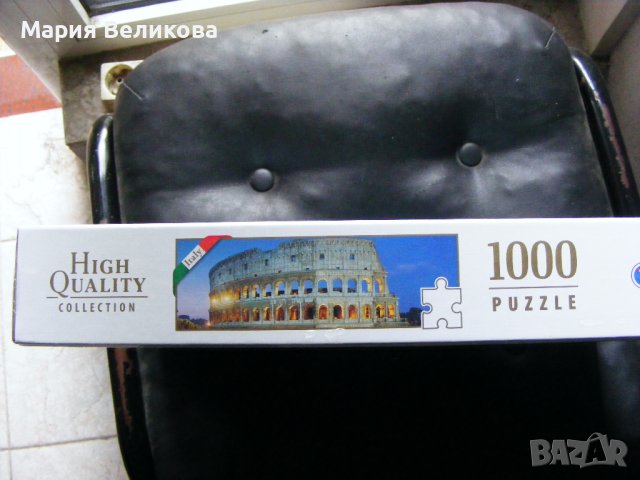 Мария Великова
HIGH
QUALITY
COLLECTION
Italy
1000
PUZZLE
BAZAR